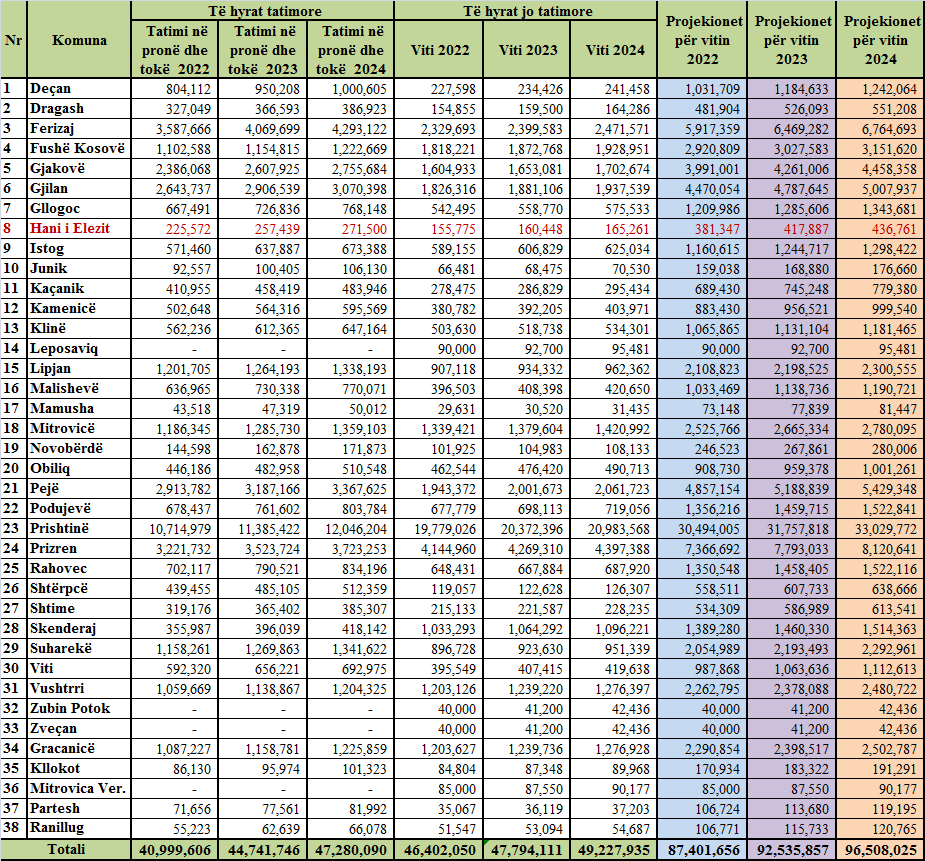 Nr Komuna Të hyrat tatimore Të hyrat jo tatimore Projekionet për vitin 2022 Projekionet për vitin 2023 Projekionet për vitin 2024
Tatimi në pronë dhe tokë 2022 Tatimi në pronë dhe tokë 2023 Tatimi në pronë dhe tokë 2024 Viti 2022 Viti 2023 Viti 2024
1 Deçan 804,112 950,208 1,000,605 227,598 234,426 241,458 1,031,709 1,184,633 1,242,064
2 Dragash 327,049 366,593 386,923 154,855 159,500 164,286 481,904 526,093 551,208
3 Ferizaj 3,587,666 4,069,699 4,293,122 2,329,693 2,399,583 2,471,571 5,917,359 6,469,282 6,764,693
4 Fushë Kosovë 1,102,588 1,154,815 1,222,669 1,818,221 1,872,768 1,928,951 2,920,809 3,027,583 3,151,620
5 Gjakovë 2,386,068 2,607,925 2,755,684 1,604,933 1,653,081 1,702,674 3,991,001 4,261,006 4,458,358
6 Gjilan 2,643,737 2,906,539 3,070,398 1,826,316 1,881,106 1,937,539 4,470,054 4,787,645 5,007,937
7 Gllogoc 667,491 726,836 768,148 542,495 558,770 575,533 1,209,986 1,285,606 1,343,681
8 Hani i Elezit 225,572 257,439 271,500 155,775 160,448 165,261 381,347 417,887 436,761
9 Istog 571,460 637,887 673,388 589,155 606,829 625,034 1,160,615 1,244,717 1,298,422
10 Junik 92,557 100,405 106,130 66,481 68,475 70,530 159,038 168,880 176,660
11 Kaçanik 410,955 458,419 483,946 278,475 286,829 295,434 689,430 745,248 779,380
12 Kamenicë 502,648 564,316 595,569 380,782 392,205 403,971 883,430 956,521 999,540
13 Klinë 562,236 612,365 647,164 503,630 518,738 534,301 1,065,865 1,131,104 1,181,465
14 Leposaviq - - - 90,000 92,700 95,481 90,000 92,700 95,481
15 Lipjan 1,201,705 1,264,193 1,338,193 907,118 934,332 962,362 2,108,823 2,198,525 2,300,555
16 Malishevë 636,965 730,338 770,071 396,503 408,398 420,650 1,033,469 1,138,736 1,190,721
17 Mamusha 43,518 47,319 50,012 29,631 30,520 31,435 73,148 77,839 81,447
18 Mitrovicë 1,186,345 1,285,730 1,359,103 1,339,421 1,379,604 1,420,992 2,525,766 2,665,334 2,780,095
19 Novobërdë 144,598 162,878 171,873 101,925 104,983 108,133 246,523 267,861 280,006
20 Obiliq 446,186 482,958 510,548 462,544 476,420 490,713 908,730 959,378 1,001,261
21 Pejë 2,913,782 3,187,166 3,367,625 1,943,372 2,001,673 2,061,723 4,857,154 5,188,839 5,429,348
22 Podujevë 678,437 761,602 803,784 677,779 698,113 719,056 1,356,216 1,459,715 1,522,841
23 Prishtinë 10,714,979 11,385,422 12,046,204 19,779,026 20,372,396 20,983,568 30,494,005 31,757,818 33,029,772
24 Prizren 3,221,732 3,523,724 3,723,253 4,144,960 4,269,310 4,397,388 7,366,692 7,793,033 8,120,641
25 Rahovec 702,117 790,521 834,196 648,431 667,884 687,920 1,350,548 1,458,405 1,522,116
26 Shtërpcë 439,455 485,105 512,359 119,057 122,628 126,307 558,511 607,733 638,666
27 Shtime 319,176 365,402 385,307 215,133 221,587 228,235 534,309 586,989 613,541
28 Skenderaj 355,987 396,039 418,142 1,033,293 1,064,292 1,096,221 1,389,280 1,460,330 1,514,363
29 Suharekë 1,158,261 1,269,863 1,341,622 896,728 923,630 951,339 2,054,989 2,193,493 2,292,961
30 Viti 592,320 656,221 692,975 395,549 407,415 419,638 987,868 1,063,636 1,112,613
31 Vushtrri 1,059,669 1,138,867 1,204,325 1,203,126 1,239,220 1,276,397 2,262,795 2,378,088 2,480,722
32 Zubin Potok - - - 40,000 41,200 42,436 40,000 41,200 42,436
33 Zveçan - - - 40,000 41,200 42,436 40,000 41,200 42,436
34 Gracanicë 1,087,227 1,158,781 1,225,859 1,203,627 1,239,736 1,276,928 2,290,854 2,398,517 2,502,787
35 Kllokot 86,130 95,974 101,323 84,804 87,348 89,968 170,934 183,322 191,291
36 Mitrovica Ver. - - - 85,000 87,550 90,177 85,000 87,550 90,177
37 Partesh 71,656 77,561 81,992 35,067 36,119 37,203 106,724 113,680 119,195
38 Ranillug 55,223 62,639 66,078 51,547 53,094 54,687 106,771 115,733 120,765
Totali 40,999,606 44,741,746 47,280,090 46,402,050 47,794,111 49,227,935 87,401,656 92,535,857 96,508,025